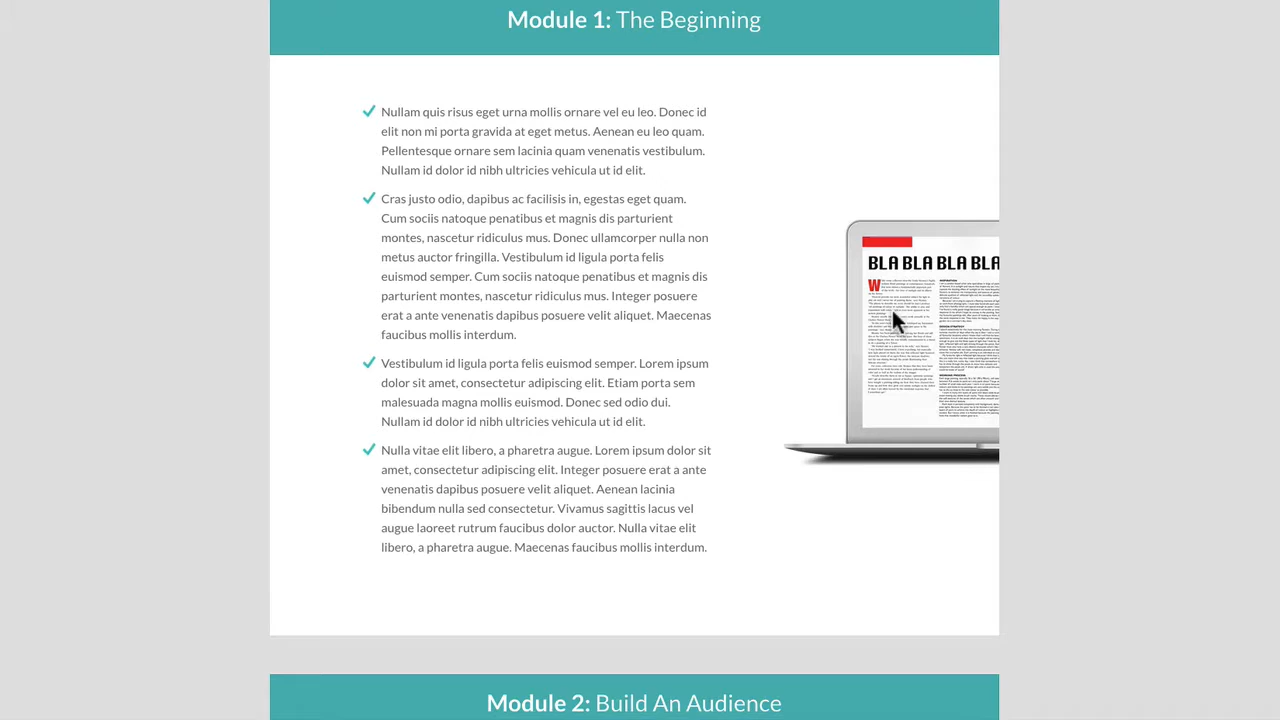 Module 1: The Beginning
Nullam quis risus eget urna mollis ornare vel eu leo. Donec id
elit non mi porta gravida at eget metus. Aenean eu leo quam.
Pellentesque ornare sem lacinia quam venenatis vestibulum.
Nullam id dolor id nibh ultricies vehicula ut id elit.
Cras justo odio, dapibus ac facilisis in, egestas eget quam.
Cum sociis natoque penatibus et magnis dis parturient
montes, nascetur ridiculus mus. Donec ullamcorper nulla non
metus auctor fringilla. Vestibulum id ligula porta felis
euismod semper. Cum sociis natoque penatibus et magnis dis
parturient montes, nascetur ridiculus mus. Integer posuere
erat a ante venenatis dapibus posuere velit aliquet. Maecenas
faucibus mollis interdum.
Vestibulum id ligula porta felis euismod semper. Lorem ipsum
dolor sit amet, consectetur adipiscing elit. Etiam porta sem
malesuada magna mollis euismod. Donec sed odio dui.
Nullam id dolor id nibh ultricies vehicula ut id elit.
Nulla vitae elit libero, a pharetra augue. Lorem ipsum dolor sit
amet, consectetur adipiscing elit. Integer posuere erat a ante
venenatis dapibus posuere velit aliquet. Aenean lacinia
bibendum nulla sed consectetur. Vivamus sagittis lacus vel
augue laoreet rutrum faucibus dolor auctor. Nulla vitae elit
libero, a pharetra augue. Maecenas faucibus mollis interdum.
BLA BLA BLA BLA
Module 2: Build An Audience